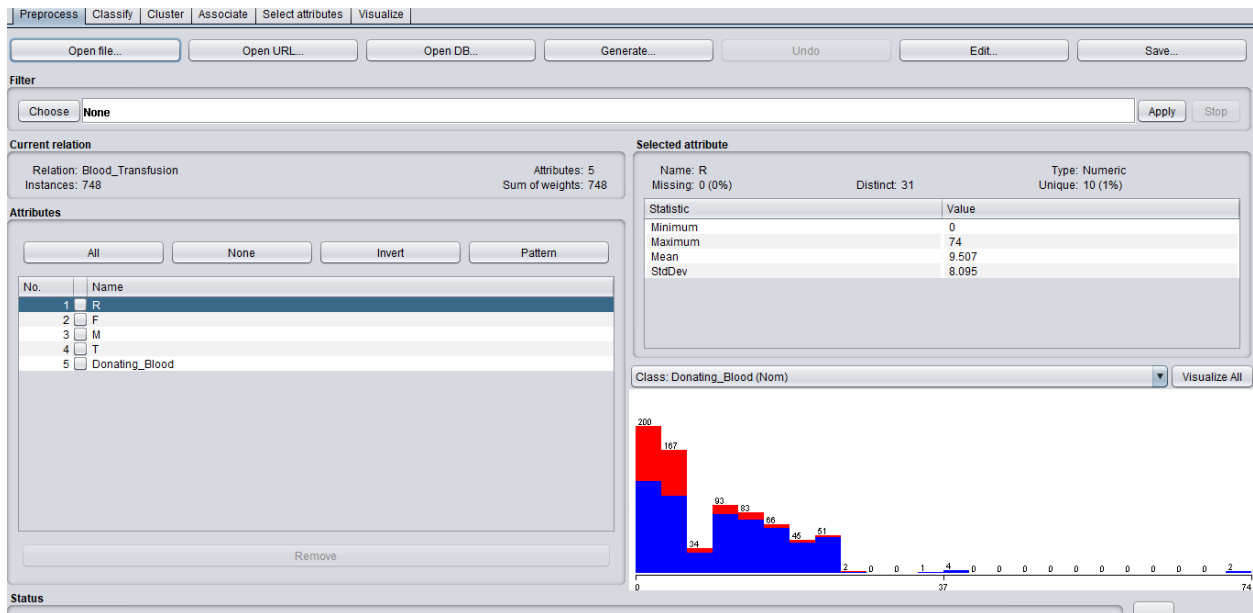 Preprocess Classify Cluster Associate Select attributes Visualize
Open file... Open URL... Open DB... Generate... Undo Edit... Save...
Filter
Choose None Apply Stop
Current relation
Relation: Blood_Transfusion Attributes: 5
Instances: 748 Sum of weights: 748
Attributes
All None Invert Pattern
No. Name
1 R
2 F
3 M
4 T
5 Donating_Blood
Remove
Selected attribute
Name: R Type: Numeric
Missing: 0 (0%) Distinct: 31 Unique: 10 (1%)
Statistic Value
Minimum 0
Maximum 74
Mean 9.507
StdDev 8.095
Class: Donating_Blood (Nom) Visualize All
200
167
34
93
83
66
45
51
2 0 0 1 4 0 0 0 0 0 0 0 0 0 0 2
0 37 74
Status